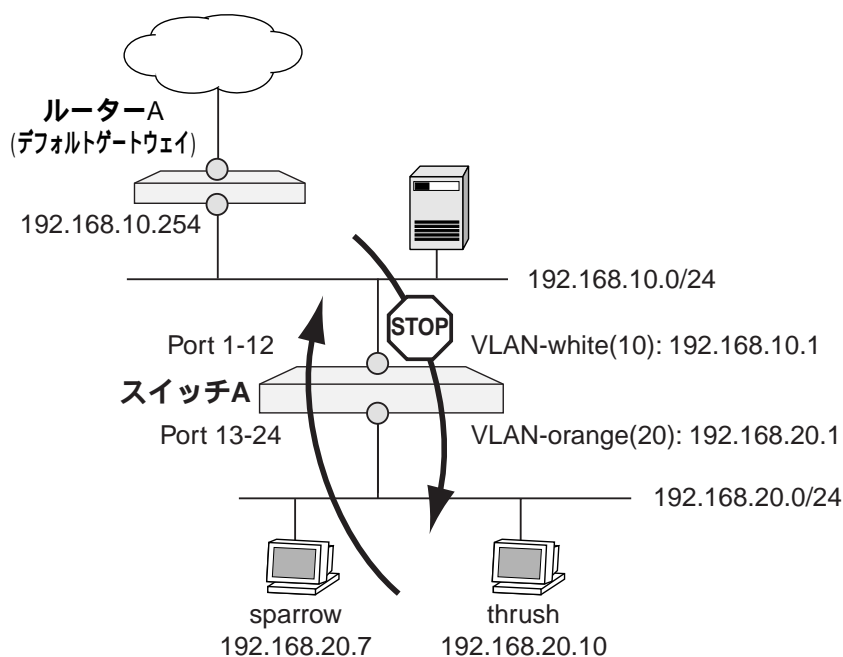 ルーターA
(デフォルトゲートウェイ)
192.168.10.254
192.168.10.0/24
STOP
Port 1-12
VLAN-white(10): 192.168.10.1
スイッチA
Port 13-24
VLAN-orange(20): 192.168.20.1
192.168.20.0/24
sparrow
192.168.20.7
thrush
192.168.20.10